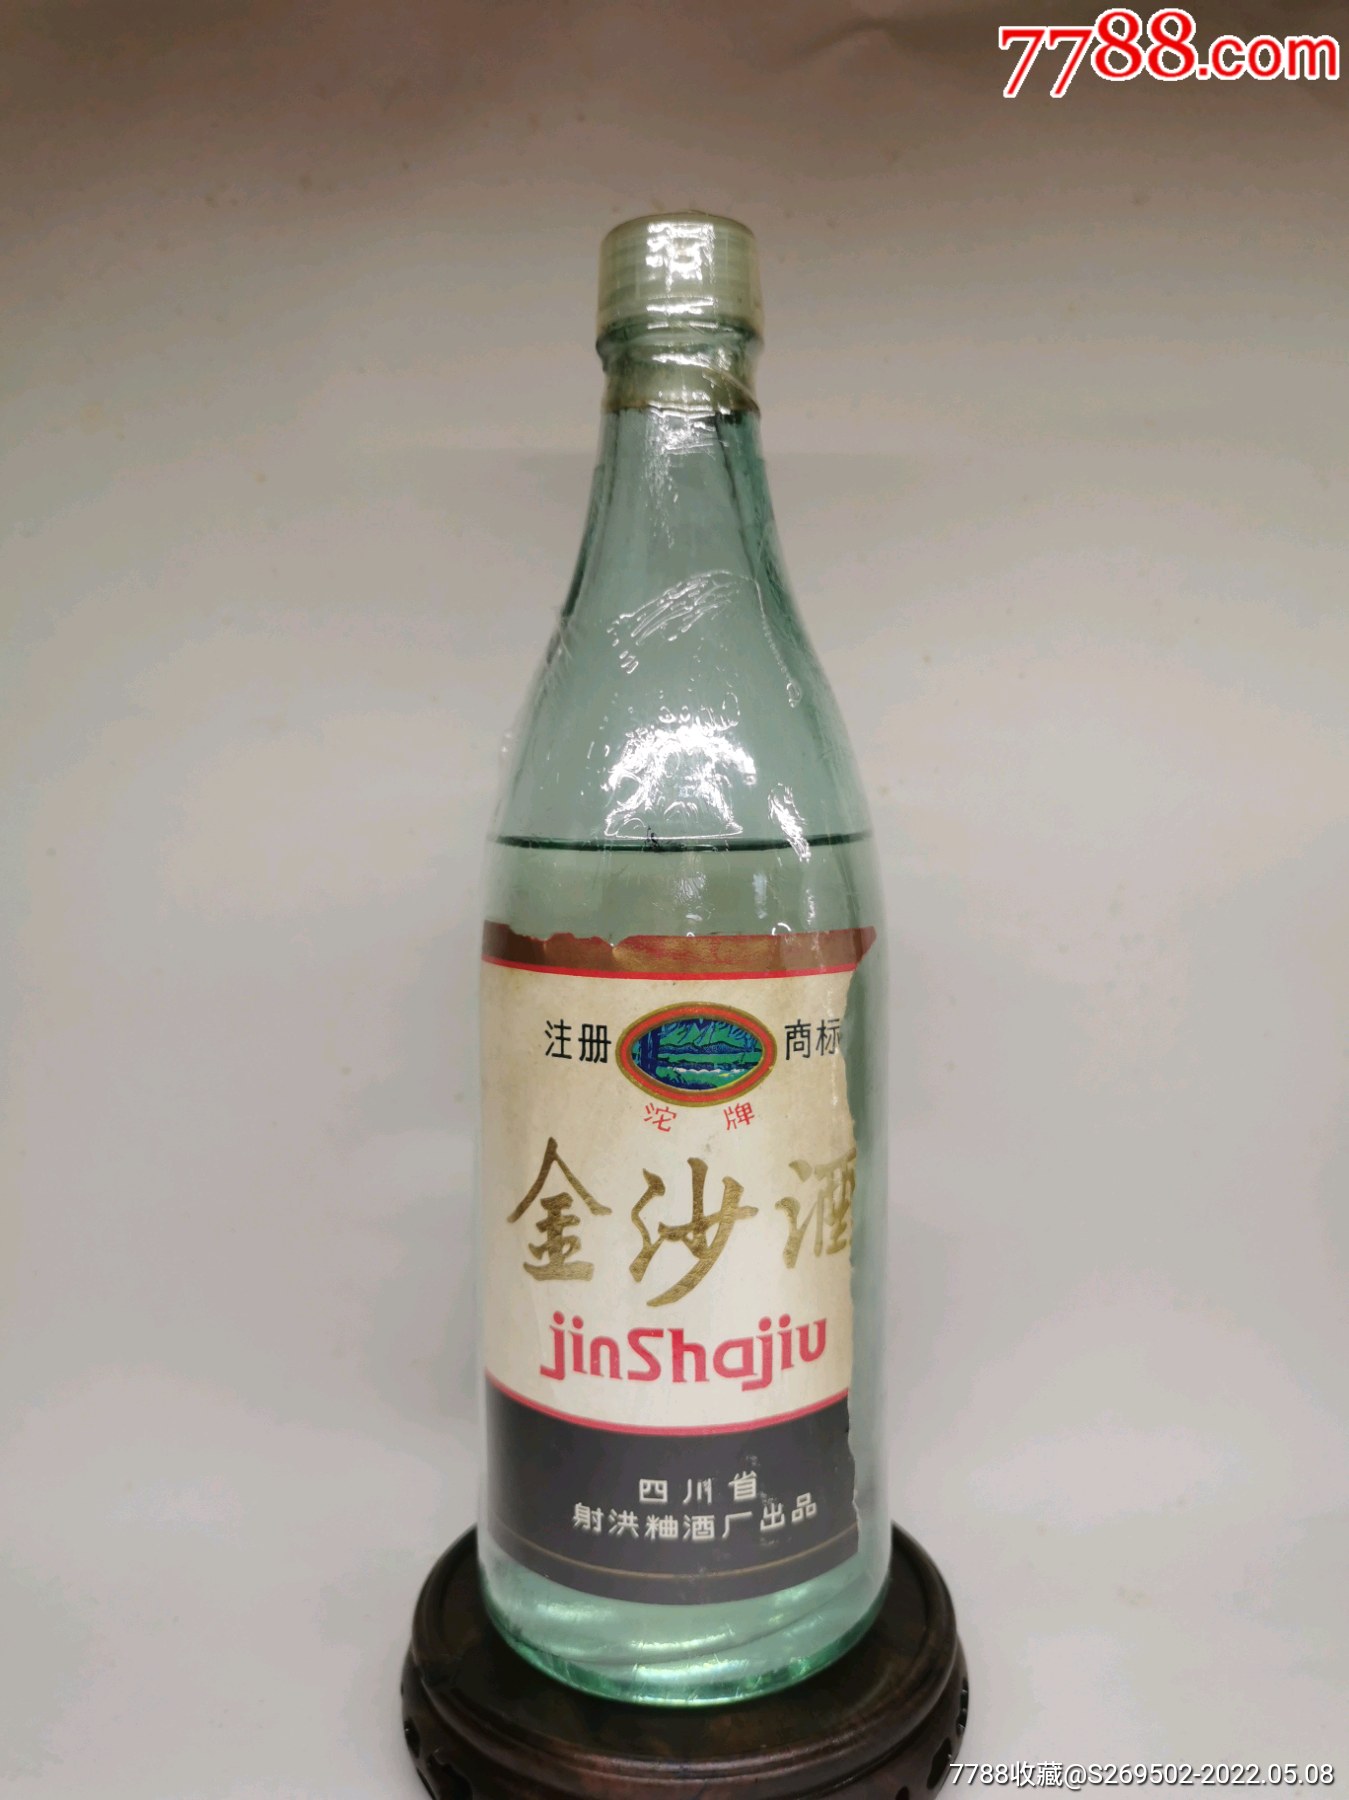 7788.com
注册 商标
沱牌
金沙酒
jinShajiu
四川省
射洪粬酒厂出品
7788收藏@S269502-2022.05.08